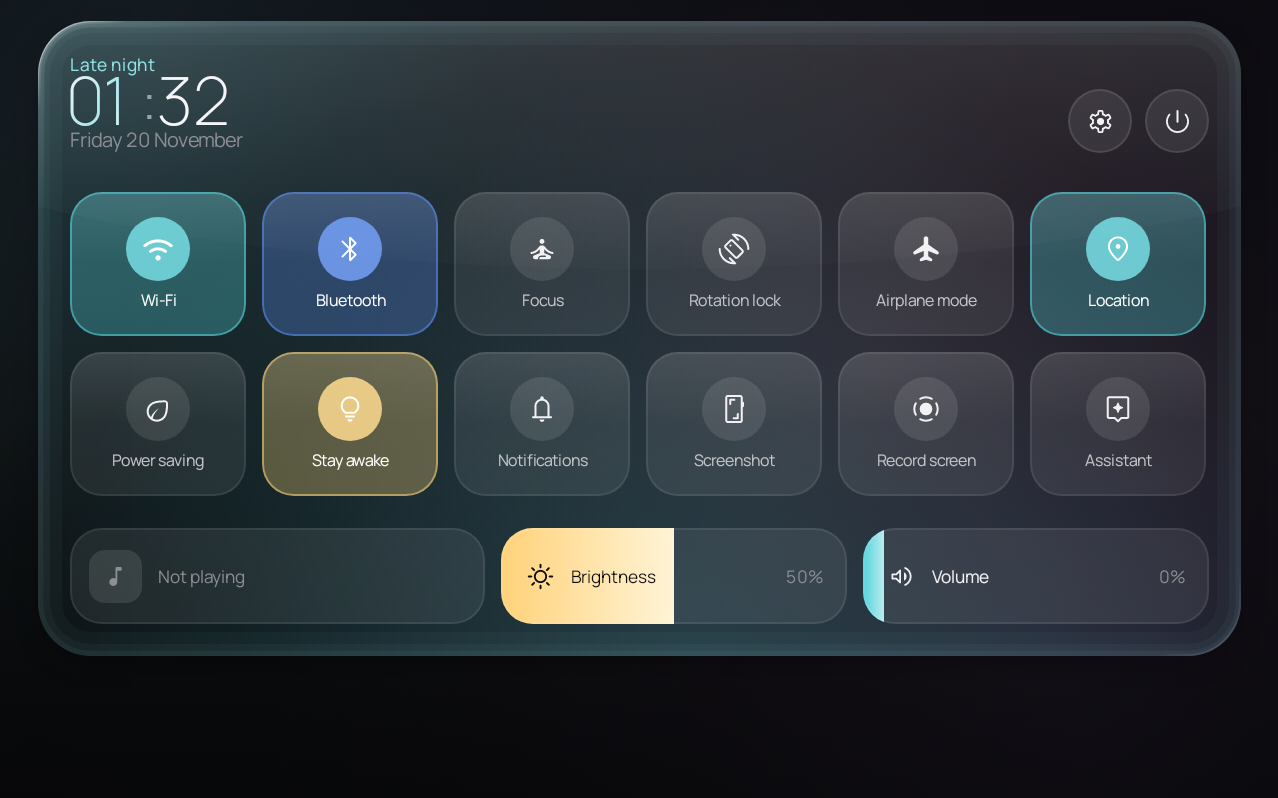 Late night
01 :32
Friday 20 November
Wi-Fi
Bluetooth
Focus
Rotation lock
Airplane mode
Location
Power saving
Stay awake
Notifications
Screenshot
Record screen
Assistant
Not playing
Brightness
50%
Volume
0%